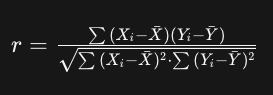 r = \frac{\sum (X_i - \bar{X})(Y_i - \bar{Y})}{\sqrt{\sum (X_i - \bar{X})^2 \cdot \sum (Y_i - \bar{Y})^2}}